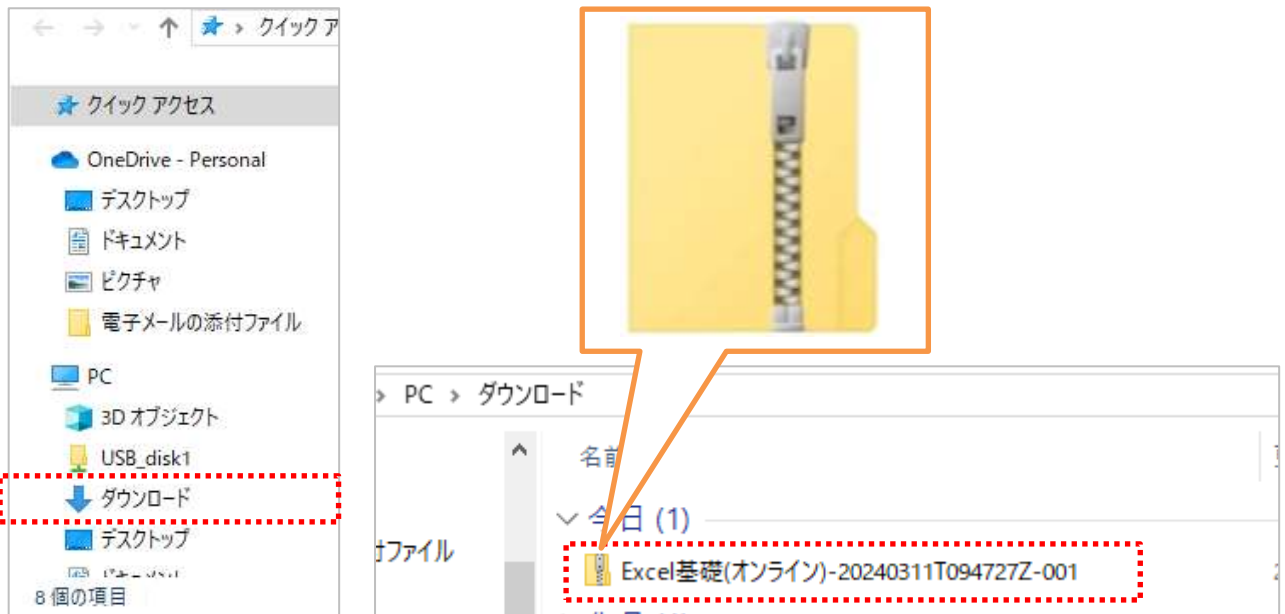 クイック ア
クイック アクセス
OneDrive - Personal
デスクトップ
ドキュメント
ピクチャ
電子メールの添付ファイル
PC
3D オブジェクト
USB_disk1
ダウンロード
デスクトップ
8 個の項目
PC › ダウンロード
名前
今日 (1)
付ファイル
Excel基礎(オンライン)-20240311T094727Z-001